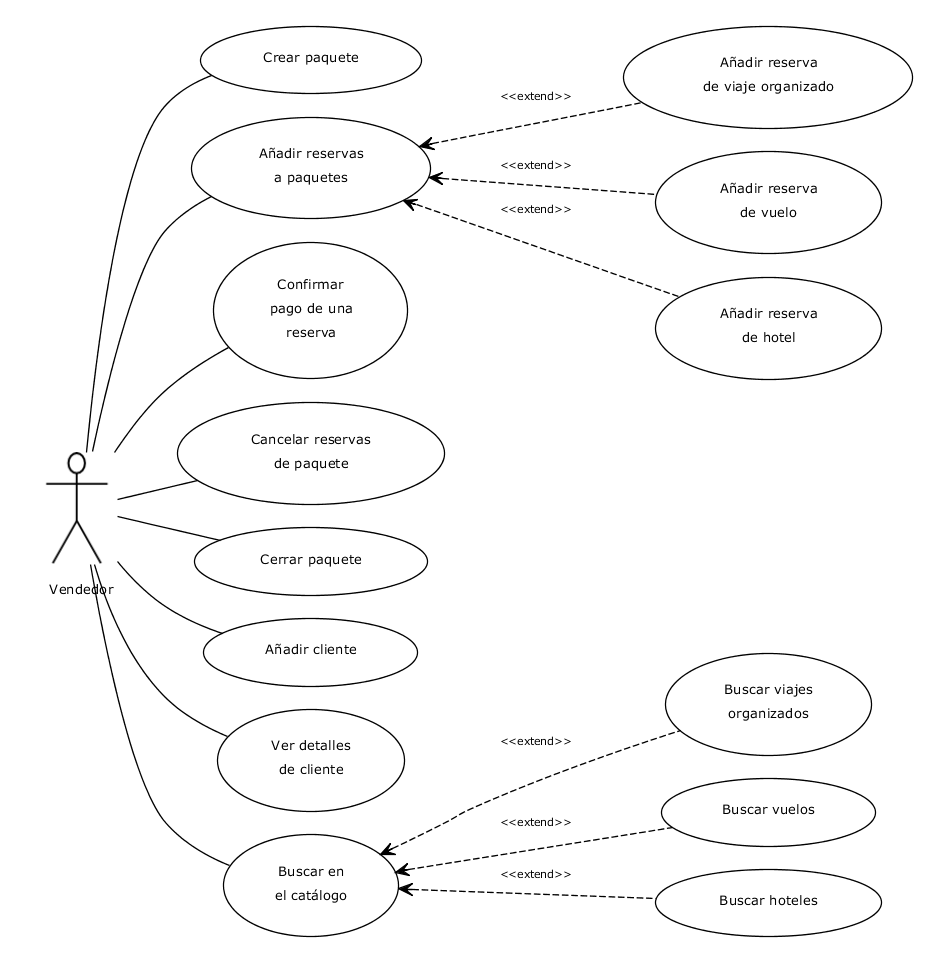 Crear paquete
Añadir reservas
a paquetes
Confirmar
pago de una
reserva
Cancelar reservas
de paquete
Cerrar paquete
Añadir cliente
Ver detalles
de cliente
Buscar en
el catálogo
Vendedor
<<extend>>
<<extend>>
<<extend>>
Añadir reserva
de viaje organizado
Añadir reserva
de vuelo
Añadir reserva
de hotel
<<extend>>
<<extend>>
<<extend>>
Buscar viajes
organizados
Buscar vuelos
Buscar hoteles